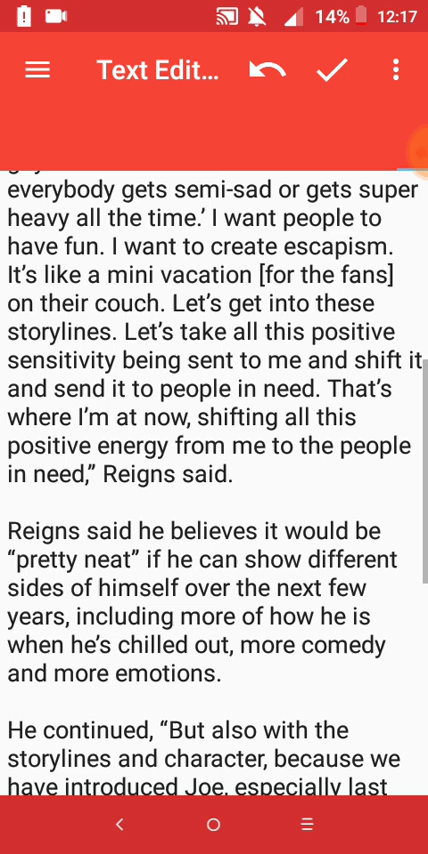 14% 12:17
Text Edit...
everybody gets semi-sad or gets super
heavy all the time.’ I want people to
have fun. I want to create escapism.
It’s like a mini vacation [for the fans]
on their couch. Let’s get into these
storylines. Let’s take all this positive
sensitivity being sent to me and shift it
and send it to people in need. That’s
where I’m at now, shifting all this
positive energy from me to the people
in need,” Reigns said.
Reigns said he believes it would be
“pretty neat” if he can show different
sides of himself over the next few
years, including more of how he is
when he’s chilled out, more comedy
and more emotions.
He continued, “But also with the
storylines and character, because we
have introduced Joe, especially last